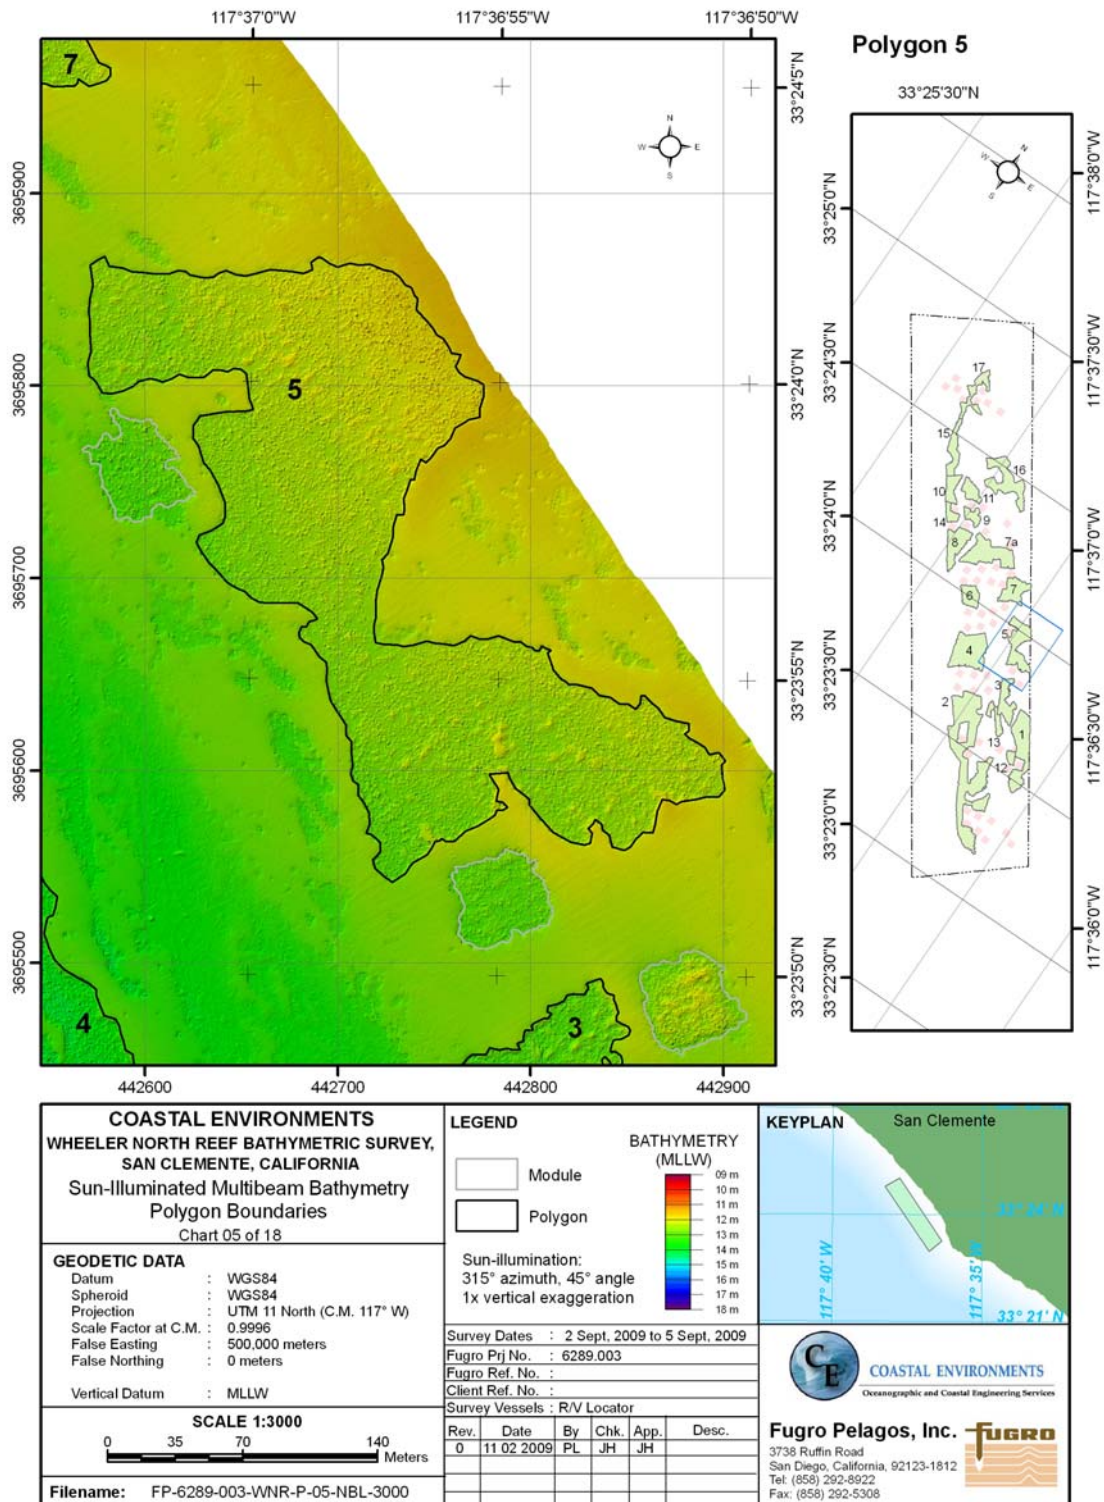 117°37'0"W
117°36'55"W
117°36'50"W
Polygon 5
33°25'30"N
7
5
4
3
N
W
E
S
3695900
3695800
3695700
3695600
3695500
442600
442700
442800
442900
33°24'5"N
33°24'0"N
33°23'55"N
33°23'50"N
N
W
E
S
33°25'0"N
33°24'30"N
33°24'0"N
33°23'30"N
33°23'0"N
33°22'30"N
117°38'0"W
117°37'30"W
117°37'0"W
117°36'30"W
117°36'0"W
17
15
16
10
11
14
9
8
7a
6
7
5
4
3
2
13
1
12
COASTAL ENVIRONMENTS
WHEELER NORTH REEF BATHYMETRIC SURVEY,
SAN CLEMENTE, CALIFORNIA
Sun-Illuminated Multibeam Bathymetry
Polygon Boundaries
Chart 05 of 18
GEODETIC DATA
Datum : WGS84
Spheroid : WGS84
Projection : UTM 11 North (C.M. 117° W)
Scale Factor at C.M. : 0.9996
False Easting : 500,000 meters
False Northing : 0 meters
Vertical Datum : MLLW
SCALE 1:3000
0 35 70 140
Meters
Filename: FP-6289-003-WNR-P-05-NBL-3000
LEGEND
Module
Polygon
Sun-illumination:
315° azimuth, 45° angle
1x vertical exaggeration
BATHYMETRY
(MLLW)
09 m
10 m
11 m
12 m
13 m
14 m
15 m
16 m
17 m
18 m
Survey Dates : 2 Sept, 2009 to 5 Sept, 2009
Fugro Prj No. : 6289.003
Fugro Ref. No. :
Client Ref. No. :
Survey Vessels : R/V Locator
Rev. Date By Chk. App. Desc.
0 11 02 2009 PL JH JH
KEYPLAN
San Clemente
33° 24' N
33° 21' N
117° 40' W
117° 35' W
CE
COASTAL ENVIRONMENTS
Oceanographic and Coastal Engineering Services
Fugro Pelagos, Inc.
3738 Ruffin Road
San Diego, California, 92123-1812
Tel: (858) 292-8922
Fax: (858) 292-5308
FUGRO